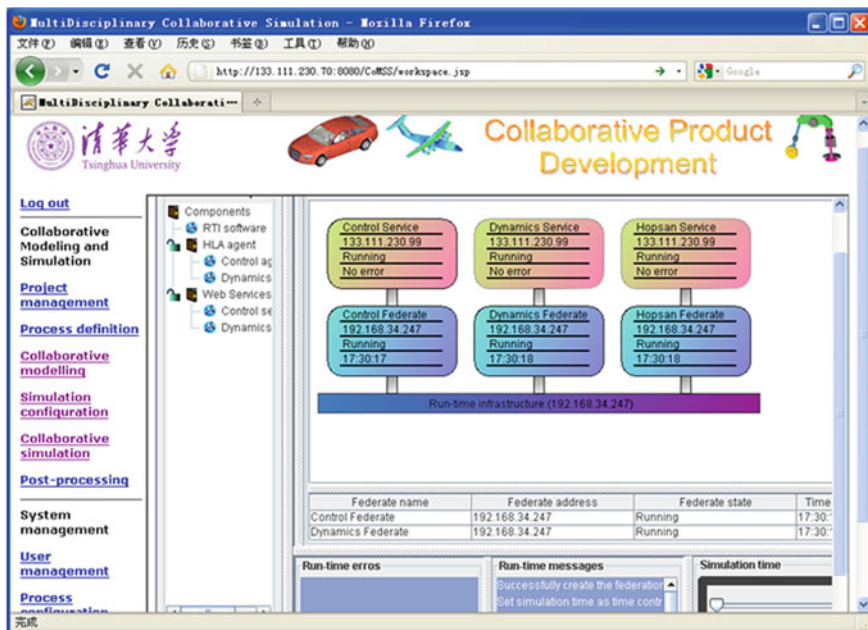 MultiDisciplinary Collaborative Simulation - Mozilla Firefox
文件(F) 编辑(E) 查看(V) 历史(S) 书签(B) 工具(T) 帮助(H)
http://133.111.230.70:8080/CoMSS/workspace.jsp
Google
MultiDisciplinary Collaborati...
清华大学
Tsinghua University
Collaborative Product
Development
Log out
Collaborative
Modeling and
Simulation
Project
management
Process definition
Collaborative
modelling
Simulation
configuration
Collaborative
simulation
Post-processing
System
management
User
management
Process
configuration
Components
RTI software
HLA agent
Control ag
Dynamics
Web Services
Control se
Dynamics
Control Service
133.111.230.99
Running
No error
Dynamics Service
133.111.230.99
Running
No error
Hopsan Service
133.111.230.99
Running
No error
Control Federate
192.168.34.247
Running
17:30:17
Dynamics Federate
192.168.34.247
Running
17:30:18
Hopsan Federate
192.168.34.247
Running
17:30:18
Run-time infrastructure:(192.168.34.247)
Federate name Federate address Federate state Time
Control Federate 192.168.34.247 Running 17:30:1
Dynamics Federate 192.168.34.247 Running 17:30:
Run-time erros
Run-time messages
Successfully create the federation
Set simulation time as time contr
Simulation time
完成